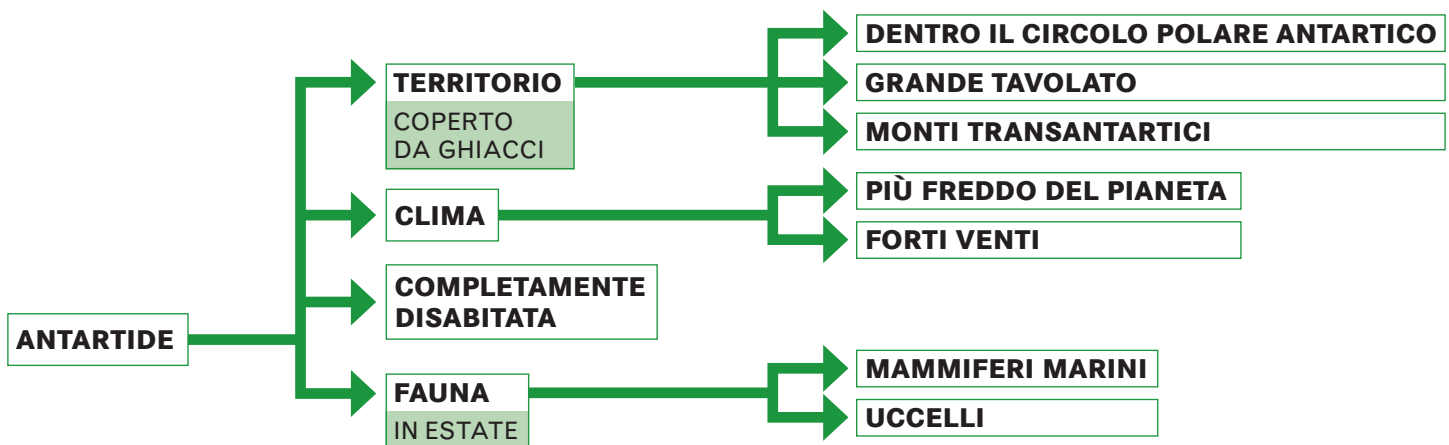 ANTARTIDE
TERRITORIO
COPERTO
DA GHIACCI
DENTRO IL CIRCOLO POLARE ANTARTICO
GRANDE TAVOLATO
MONTI TRANSANTARTICI
CLIMA
PIÙ FREDDO DEL PIANETA
FORTI VENTI
COMPLETAMENTE
DISABITATA
FAUNA
IN ESTATE
MAMMIFERI MARINI
UCCELLI